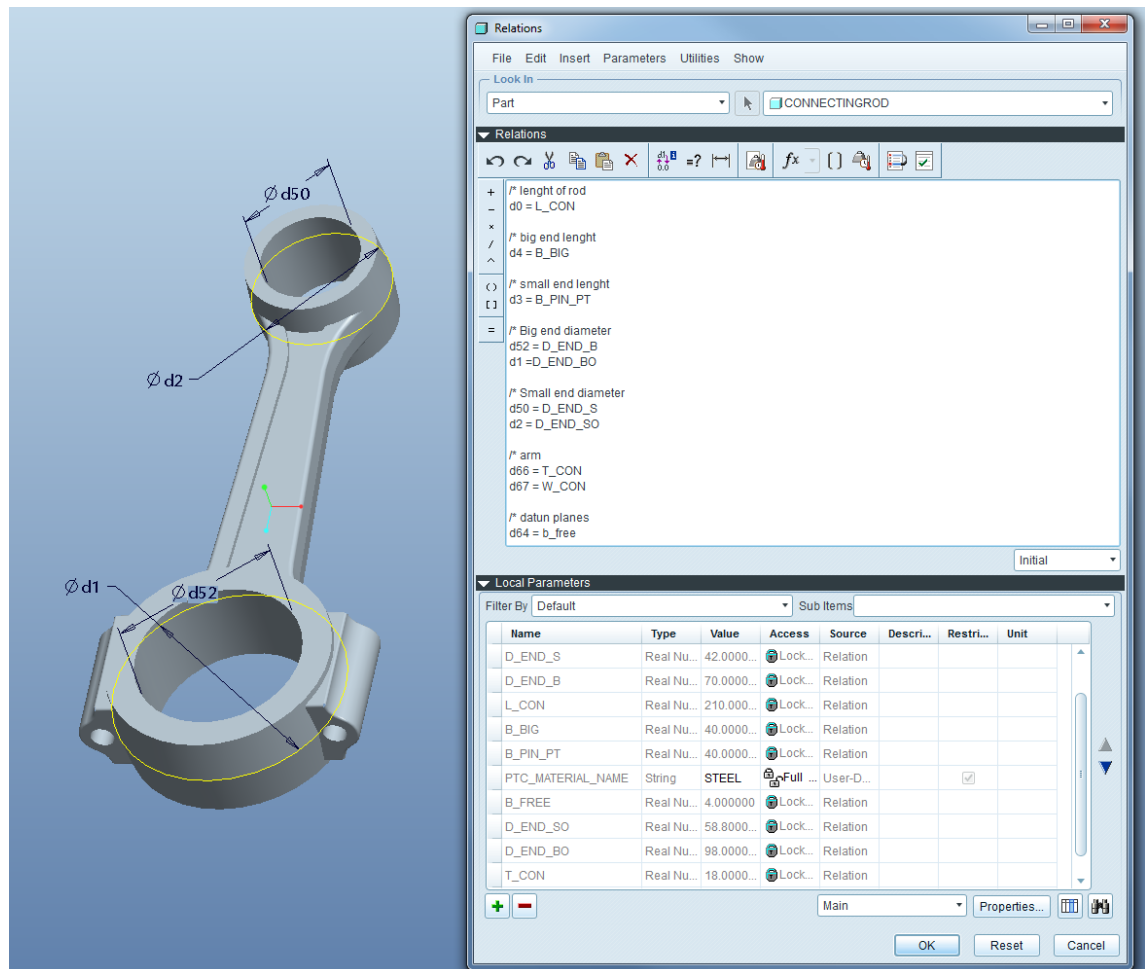 Relations
File Edit Insert Parameters Utilities Show
Look In
Part CONNECTINGROD
Relations
/* lenght of rod
d0 = L_CON
/* big end lenght
d4 = B_BIG
/* small end lenght
d3 = B_PIN_PT
/* Big end diameter
d52 = D_END_B
d1 =D_END_BO
/* Small end diameter
d50 = D_END_S
d2 = D_END_SO
/* arm
d66 = T_CON
d67 = W_CON
/* datun planes
d64 = b_free
Initial
Local Parameters
Filter By Default Sub Items
Name Type Value Access Source Descri... Restri... Unit
D_END_S Real Nu... 42.0000... Lock... Relation
D_END_B Real Nu... 70.0000... Lock... Relation
L_CON Real Nu... 210.000... Lock... Relation
B_BIG Real Nu... 40.0000... Lock... Relation
B_PIN_PT Real Nu... 40.0000... Lock... Relation
PTC_MATERIAL_NAME String STEEL Full ... User-D...
B_FREE Real Nu... 4.000000 Lock... Relation
D_END_SO Real Nu... 58.8000... Lock... Relation
D_END_BO Real Nu... 98.0000... Lock... Relation
T_CON Real Nu... 18.0000... Lock... Relation
Main Properties...
OK Reset Cancel
Ø d50
Ø d2
Ø d1
Ø d52